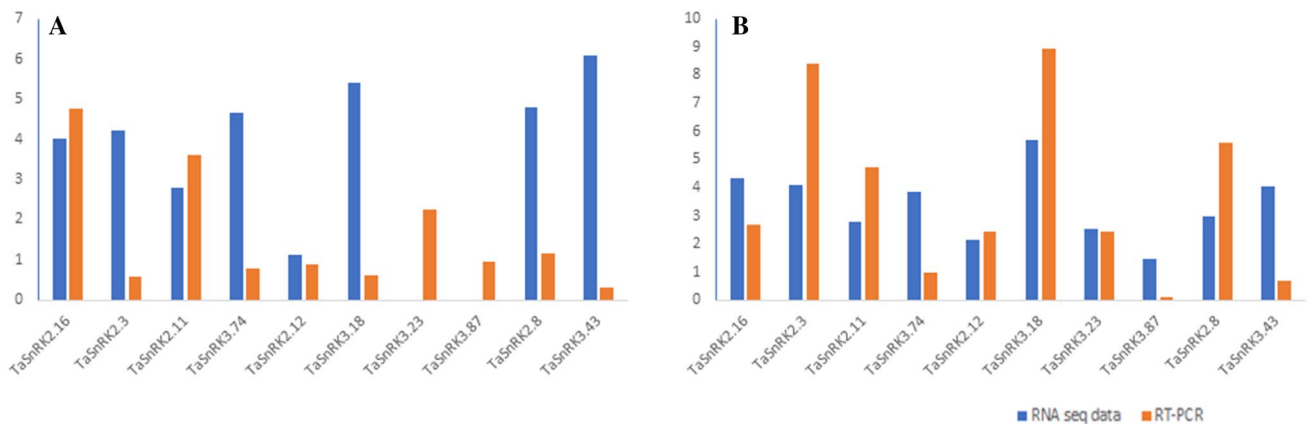 A
7
6
5
4
3
2
1
0
TaSnRK2.16
TaSnRK2.3
TaSnRK2.11
TaSnRK3.74
TaSnRK2.12
TaSnRK3.18
TaSnRK3.23
TaSnRK3.87
TaSnRK2.8
TaSnRK3.43
B
10
9
8
7
6
5
4
3
2
1
0
TaSnRK2.16
TaSnRK2.3
TaSnRK2.11
TaSnRK3.74
TaSnRK2.12
TaSnRK3.18
TaSnRK3.23
TaSnRK3.87
TaSnRK2.8
TaSnRK3.43
RNA seq data RT-PCR